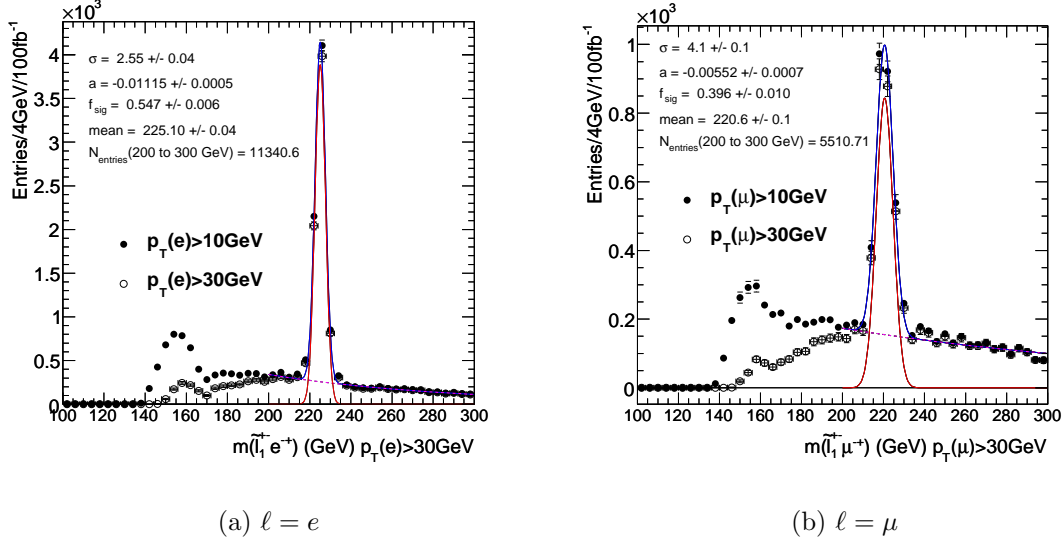 ×10³
Entries/4GeV/100fb⁻¹
σ = 2.55 +/- 0.04
a = -0.01115 +/- 0.0005
f_sig = 0.547 +/- 0.006
mean = 225.10 +/- 0.04
N_entries(200 to 300 GeV) = 11340.6
p_T(e)>10GeV
p_T(e)>30GeV
4
3.5
3
2.5
2
1.5
1
0.5
0
100 120 140 160 180 200 220 240 260 280 300
m(l̃₁⁺ e⁻⁺) (GeV) p_T(e)>30GeV
(a) ℓ = e
×10³
Entries/4GeV/100fb⁻¹
σ = 4.1 +/- 0.1
a = -0.00552 +/- 0.0007
f_sig = 0.396 +/- 0.010
mean = 220.6 +/- 0.1
N_entries(200 to 300 GeV) = 5510.71
p_T(μ)>10GeV
p_T(μ)>30GeV
1
0.8
0.6
0.4
0.2
0
100 120 140 160 180 200 220 240 260 280 300
m(l̃₁⁺ μ⁻⁺) (GeV) p_T(μ)>30GeV
(b) ℓ = μ